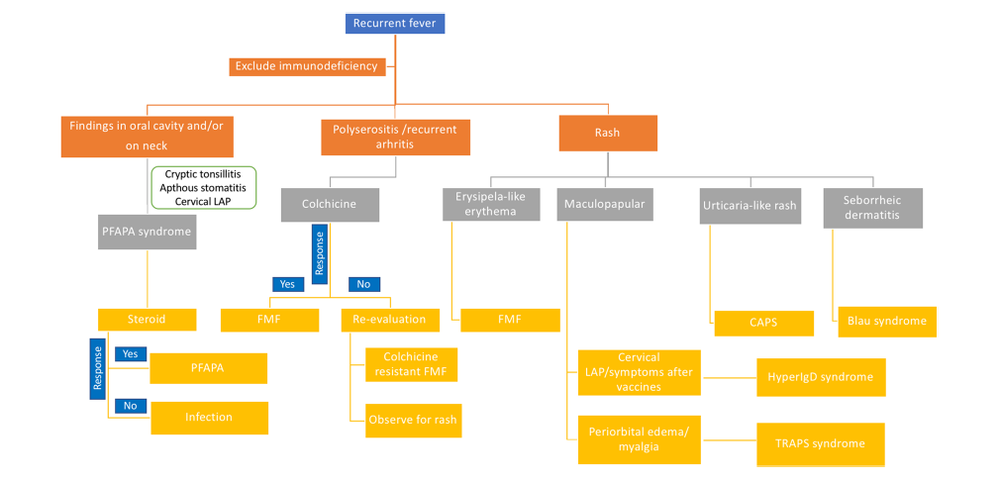 Recurrent fever
Exclude immunodeficiency
Findings in oral cavity and/or
on neck
Polyserositis /recurrent
arhritis
Rash
Cryptic tonsillitis
Apthous stomatitis
Cervical LAP
PFAPA syndrome
Colchicine
Erysipela-like
erythema
Maculopapular
Urticaria-like rash
Seborrheic
dermatitis
Response
Yes
No
Steroid
FMF
Re-evaluation
FMF
CAPS
Blau syndrome
Response
Yes
PFAPA
No
Infection
Colchicine
resistant FMF
Observe for rash
Cervical
LAP/symptoms after
vaccines
HyperIgD syndrome
Periorbital edema/
myalgia
TRAPS syndrome